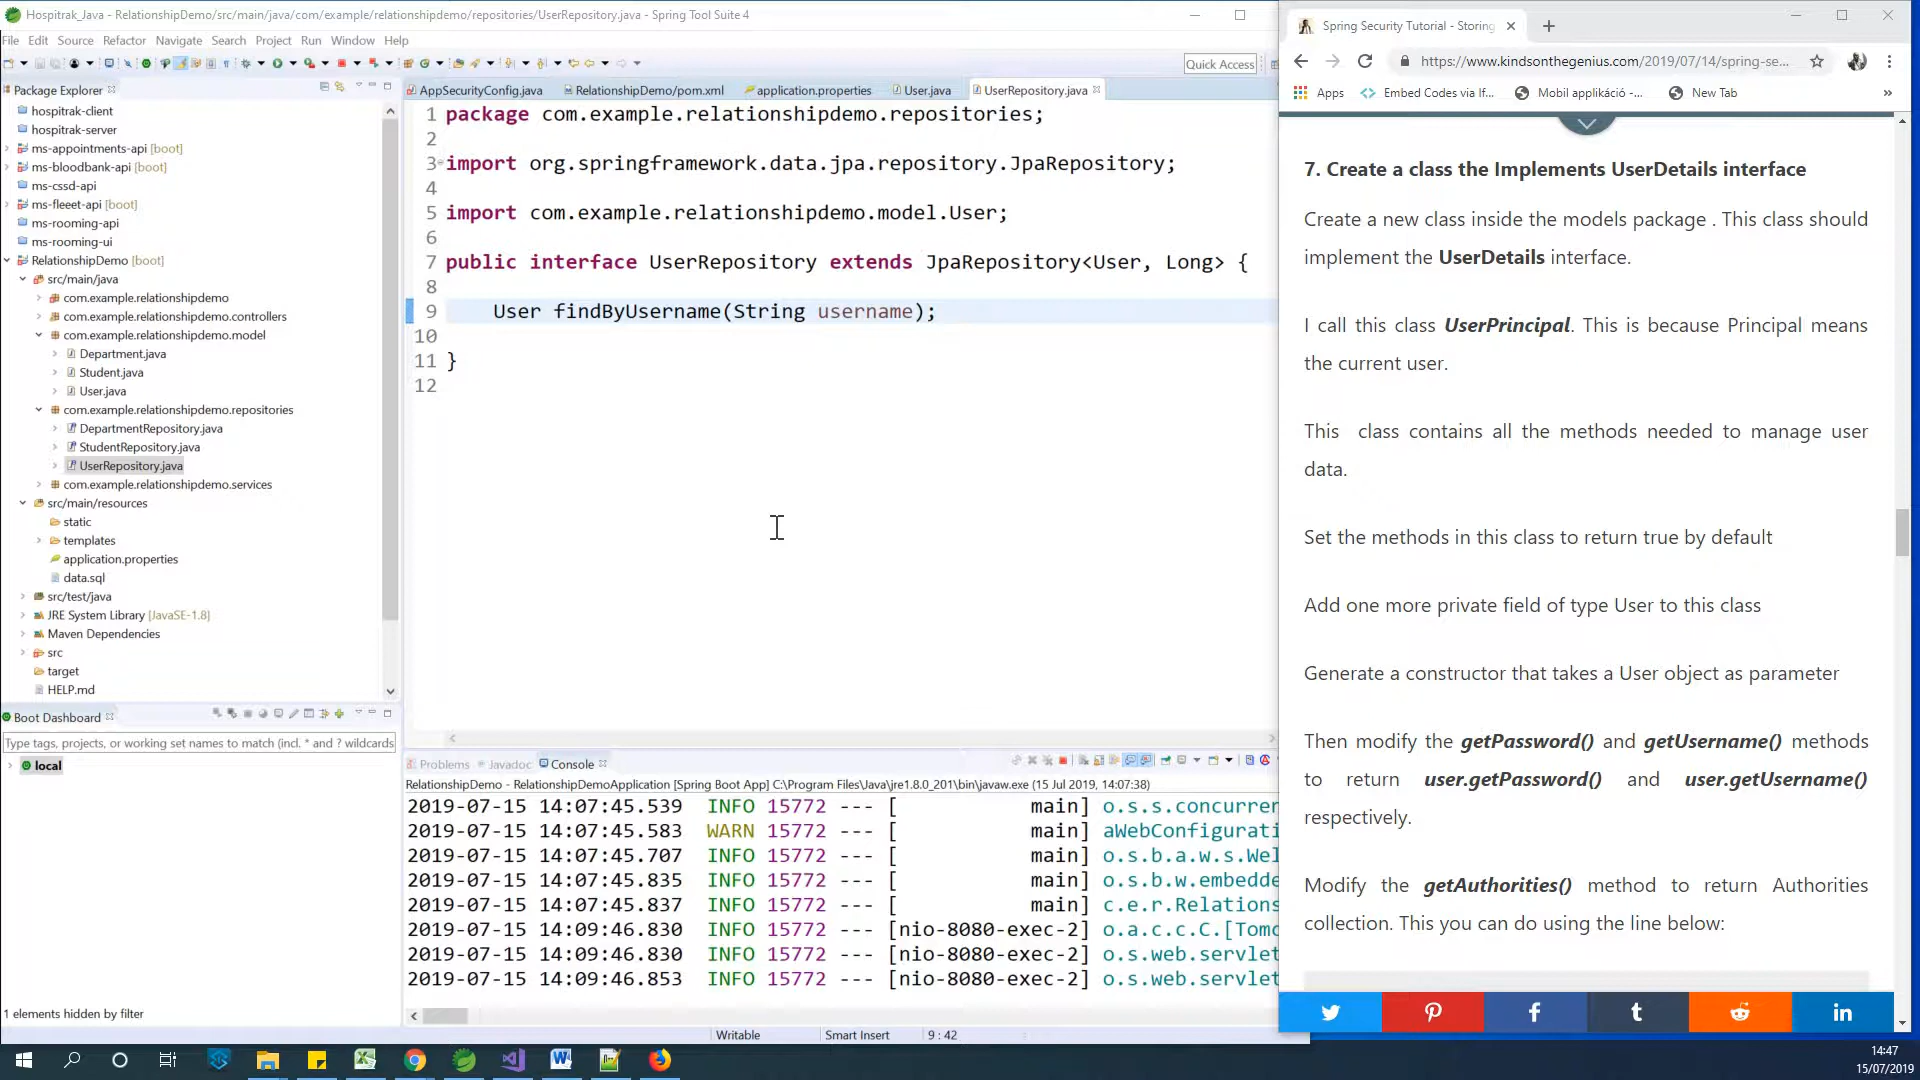 Hospitrak_Java - RelationshipDemo/src/main/java/com/example/relationshipdemo/repositories/UserRepository.java - Spring Tool Suite 4
File Edit Source Refactor Navigate Search Project Run Window Help
Quick Access
Package Explorer
hospitrak-client
hospitrak-server
ms-appointments-api [boot]
ms-bloodbank-api [boot]
ms-cssd-api
ms-fleeet-api [boot]
ms-rooming-api
ms-rooming-ui
RelationshipDemo [boot]
src/main/java
com.example.relationshipdemo
com.example.relationshipdemo.controllers
com.example.relationshipdemo.model
Department.java
Student.java
User.java
com.example.relationshipdemo.repositories
DepartmentRepository.java
StudentRepository.java
UserRepository.java
com.example.relationshipdemo.services
src/main/resources
static
templates
application.properties
data.sql
src/test/java
JRE System Library [JavaSE-1.8]
Maven Dependencies
src
target
HELP.md
Boot Dashboard
Type tags, projects, or working set names to match (incl. * and ? wildcards
local
1 elements hidden by filter
AppSecurityConfig.java RelationshipDemo/pom.xml application.properties User.java UserRepository.java
1 package com.example.relationshipdemo.repositories;
2
3 import org.springframework.data.jpa.repository.JpaRepository;
4
5 import com.example.relationshipdemo.model.User;
6
7 public interface UserRepository extends JpaRepository<User, Long> {
8
9 User findByUsername(String username);
10
11 }
12
Problems Javadoc Console
RelationshipDemo - RelationshipDemoApplication [Spring Boot App] C:\Program Files\Java\jre1.8.0_201\bin\javaw.exe (15 Jul 2019, 14:07:38)
2019-07-15 14:07:45.539 INFO 15772 --- [ main] o.s.s.concurrer
2019-07-15 14:07:45.583 WARN 15772 --- [ main] aWebConfigurati
2019-07-15 14:07:45.707 INFO 15772 --- [ main] o.s.b.a.w.s.Wel
2019-07-15 14:07:45.835 INFO 15772 --- [ main] o.s.b.w.embedde
2019-07-15 14:07:45.837 INFO 15772 --- [ main] c.e.r.Relations
2019-07-15 14:09:46.830 INFO 15772 --- [nio-8080-exec-2] o.a.c.c.C.[Tomc
2019-07-15 14:09:46.830 INFO 15772 --- [nio-8080-exec-2] o.s.web.servlet
2019-07-15 14:09:46.853 INFO 15772 --- [nio-8080-exec-2] o.s.web.servlet
Writable Smart Insert 9 : 42
Spring Security Tutorial - Storing
https://www.kindsonthegenius.com/2019/07/14/spring-se...
Apps Embed Codes via If... Mobil applikáció -... New Tab »
7. Create a class the Implements UserDetails interface
Create a new class inside the models package . This class should
implement the UserDetails interface.
I call this class UserPrincipal. This is because Principal means
the current user.
This class contains all the methods needed to manage user
data.
Set the methods in this class to return true by default
Add one more private field of type User to this class
Generate a constructor that takes a User object as parameter
Then modify the getPassword() and getUsername() methods
to return user.getPassword() and user.getUsername()
respectively.
Modify the getAuthorities() method to return Authorities
collection. This you can do using the line below:
14:47
15/07/2019